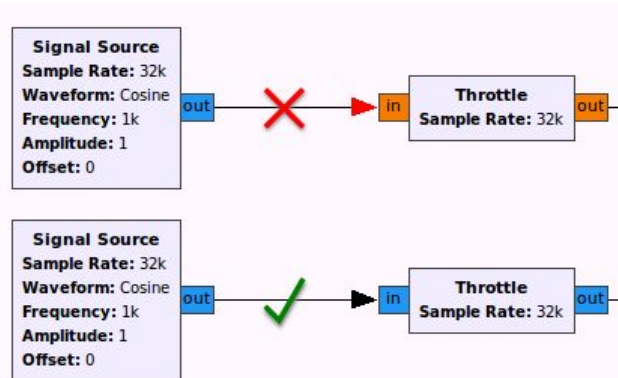 Signal Source
Sample Rate: 32k
Waveform: Cosine
Frequency: 1k
Amplitude: 1
Offset: 0
out
in
Throttle
Sample Rate: 32k
out
Signal Source
Sample Rate: 32k
Waveform: Cosine
Frequency: 1k
Amplitude: 1
Offset: 0
out
in
Throttle
Sample Rate: 32k
out